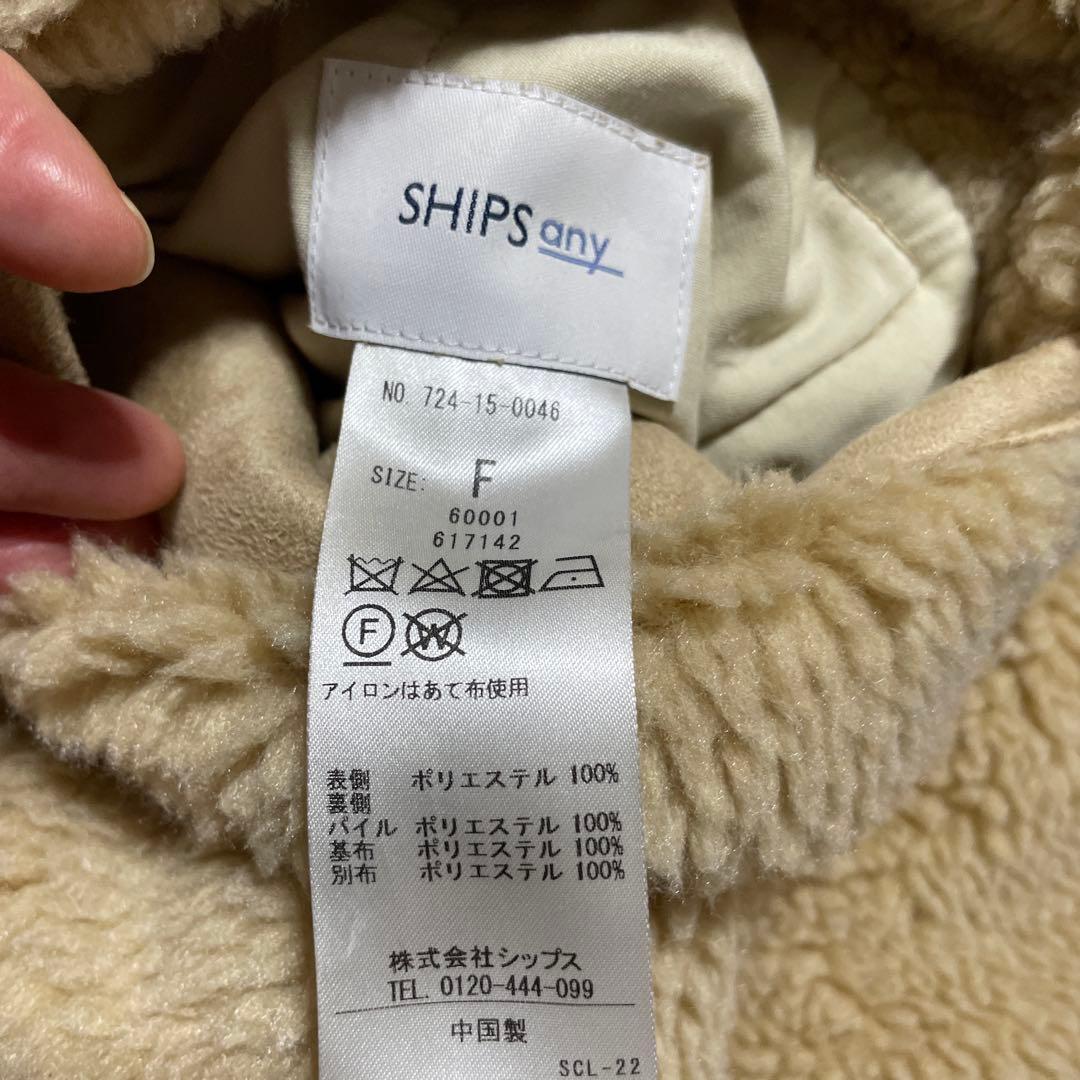 SHIPS any
NO. 724-15-0046
SIZE: F
60001
617142
F W
アイロンはあて布使用
表側 ポリエステル 100%
裏側
パイル ポリエステル 100%
基布 ポリエステル 100%
別布 ポリエステル 100%
株式会社シップス
TEL. 0120-444-099
中国製
SCL-22